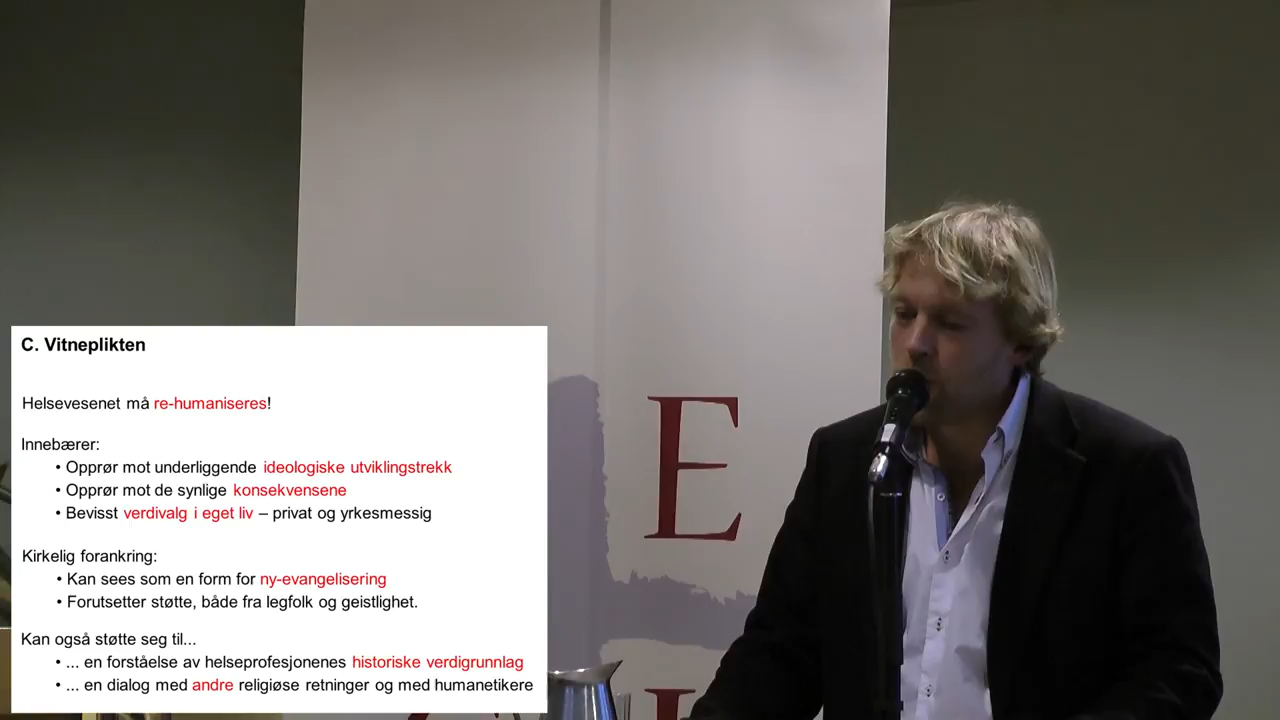 C. Vitneplikten
Helsevesenet må re-humaniseres!
Innebærer:
• Opprør mot underliggende ideologiske utviklingstrekk
• Opprør mot de synlige konsekvensene
• Bevisst verdivalg i eget liv – privat og yrkesmessig
Kirkelig forankring:
• Kan sees som en form for ny-evangelisering
• Forutsetter støtte, både fra legfolk og geistlighet.
Kan også støtte seg til...
• ... en forståelse av helseprofesjonenes historiske verdigrunnlag
• ... en dialog med andre religiøse retninger og med humanetikere
E